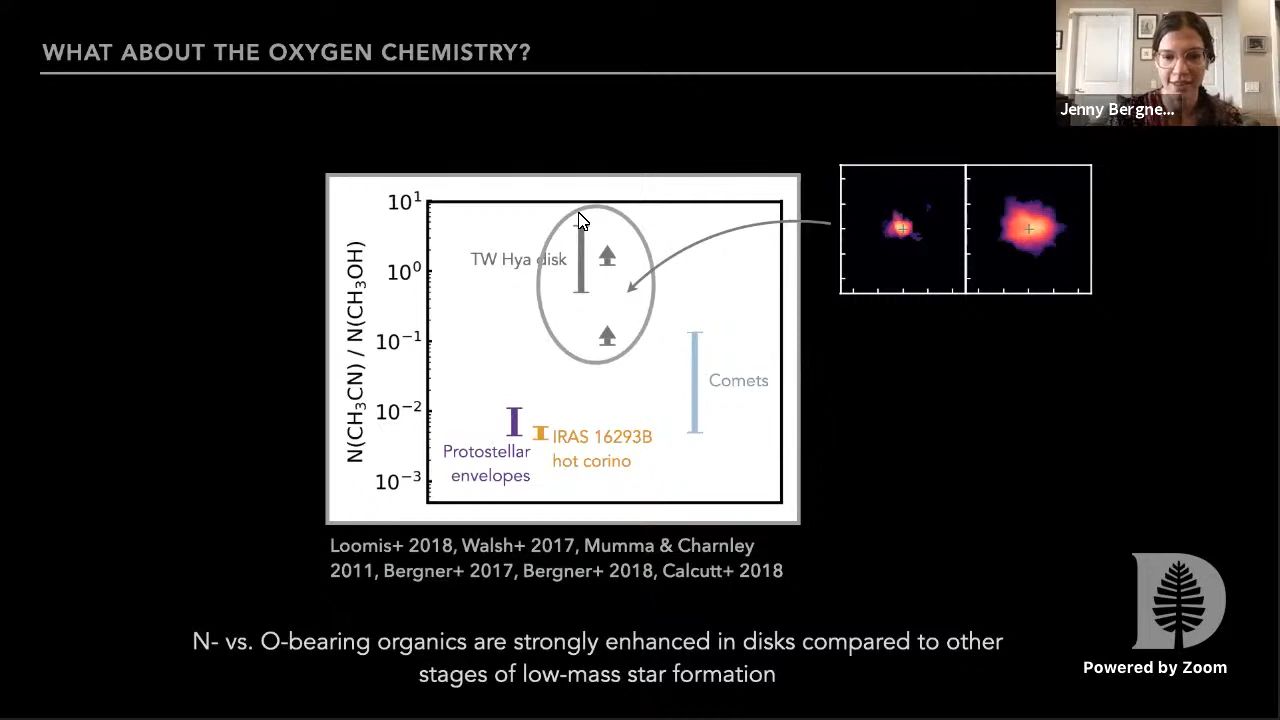 WHAT ABOUT THE OXYGEN CHEMISTRY?
Jenny Bergne...
10¹
10⁰
10⁻¹
10⁻²
10⁻³
N(CH₃CN) / N(CH₃OH)
TW Hya disk
Comets
Protostellar
envelopes
IRAS 16293B
hot corino
Loomis+ 2018, Walsh+ 2017, Mumma & Charnley
2011, Bergner+ 2017, Bergner+ 2018, Calcutt+ 2018
N- vs. O-bearing organics are strongly enhanced in disks compared to other
stages of low-mass star formation
D
Powered by Zoom